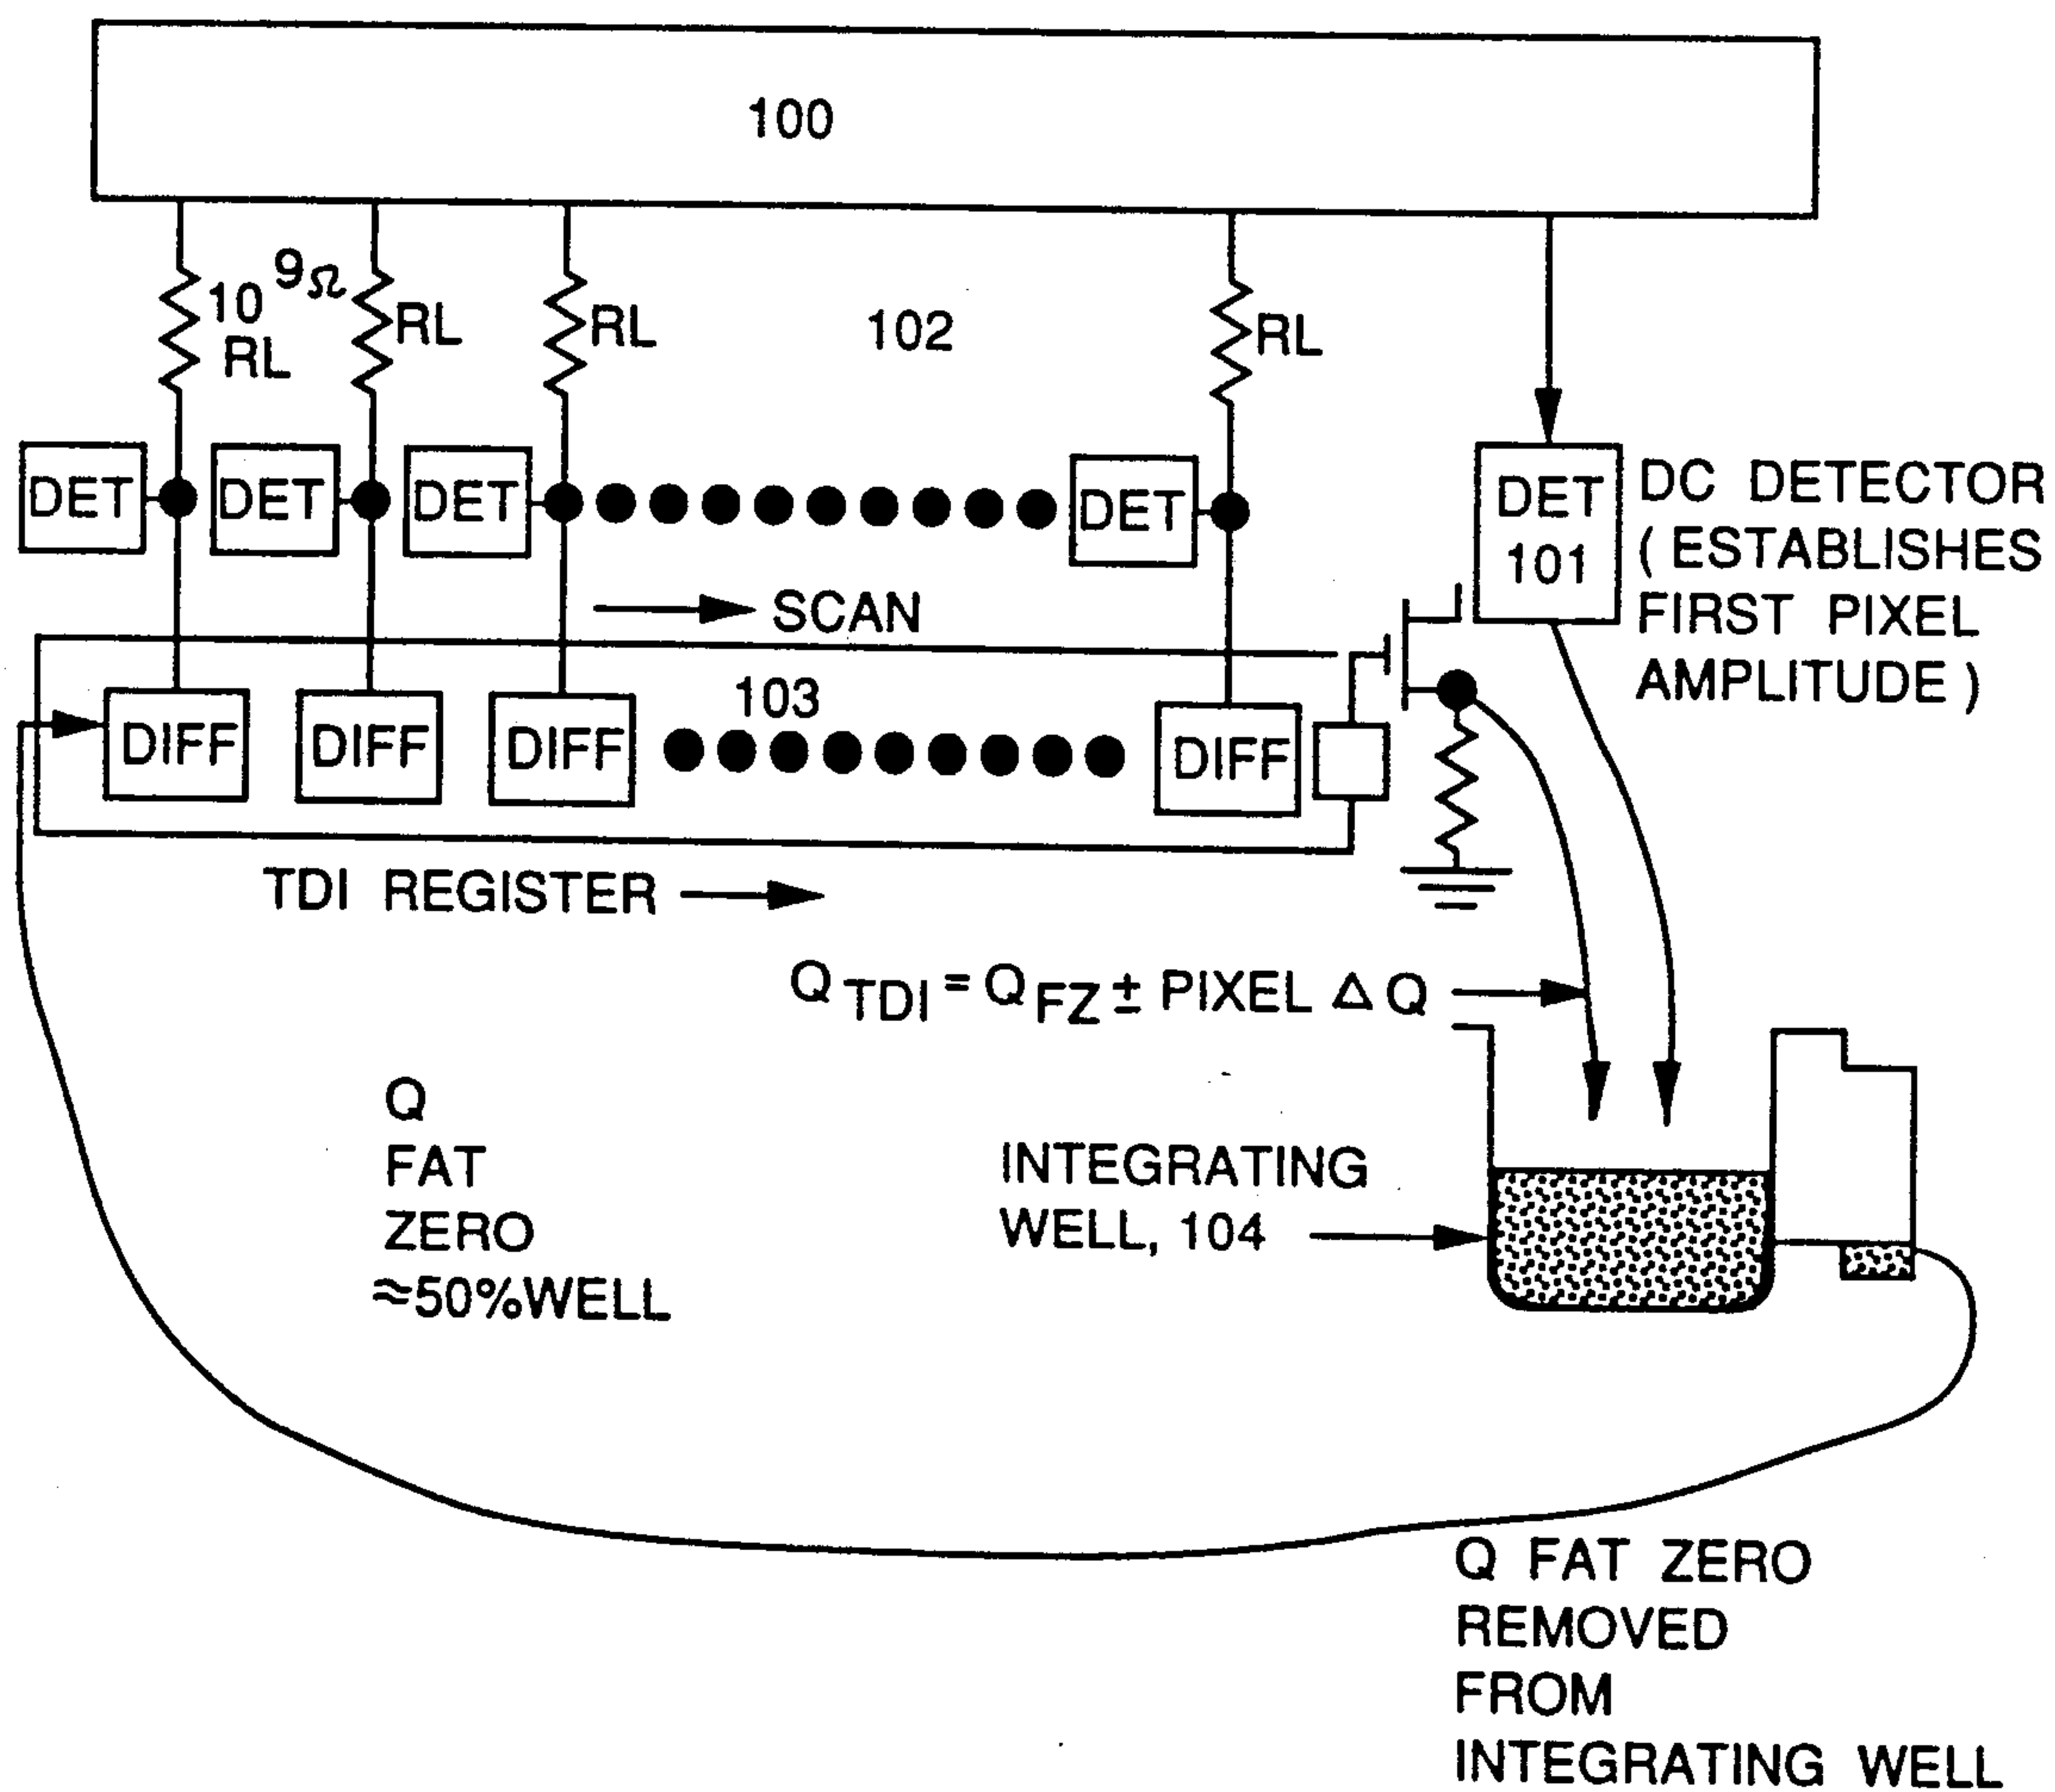 100
9Ω
10
RL
RL
RL
102
RL
DET
DET
DET
DET
DET
101
DC DETECTOR
(ESTABLISHES
FIRST PIXEL
AMPLITUDE)
SCAN
103
DIFF
DIFF
DIFF
DIFF
TDI REGISTER
Q TDI = Q FZ ± PIXEL Δ Q
Q
FAT
ZERO
≈50%WELL
INTEGRATING
WELL, 104
Q FAT ZERO
REMOVED
FROM
INTEGRATING WELL